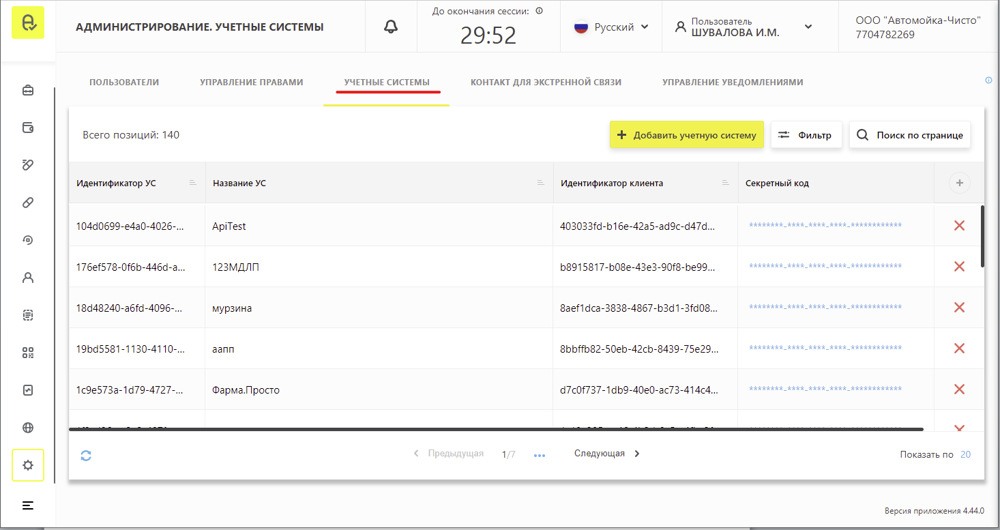 АДМИНИСТРИРОВАНИЕ. УЧЕТНЫЕ СИСТЕМЫ
До окончания сессии:
29:52
Русский
Пользователь
ШУВАЛОВА И.М.
ООО "Автомойка-Чисто"
7704782269
ПОЛЬЗОВАТЕЛИ УПРАВЛЕНИЕ ПРАВАМИ УЧЕТНЫЕ СИСТЕМЫ КОНТАКТ ДЛЯ ЭКСТРЕННОЙ СВЯЗИ УПРАВЛЕНИЕ УВЕДОМЛЕНИЯМИ
Всего позиций: 140 Добавить учетную систему Фильтр Поиск по странице
Идентификатор УС Название УС Идентификатор клиента Секретный код
104d0699-e4a0-4026-... ApiTest 403033fd-b16e-42a5-ad9c-d47d... ********-****-****-****-************
176ef578-0f6b-446d-a... 123МДЛП b8915817-b08e-43e3-90f8-be99... ********-****-****-****-************
18d48240-a6fd-4096-... мурзина 8aef1dca-3838-4867-b3d1-3fd08... ********-****-****-****-************
19bd5581-1130-4110-... аапп 8bbffb82-50eb-42cb-8439-75e29... ********-****-****-****-************
1c9e573a-1d79-4727-... Фарма.Просто d7c0f737-1db9-40e0-ac73-414c4... ********-****-****-****-************
Предыдущая 1/7 ••• Следующая Показать по 20
Версия приложения 4.44.0